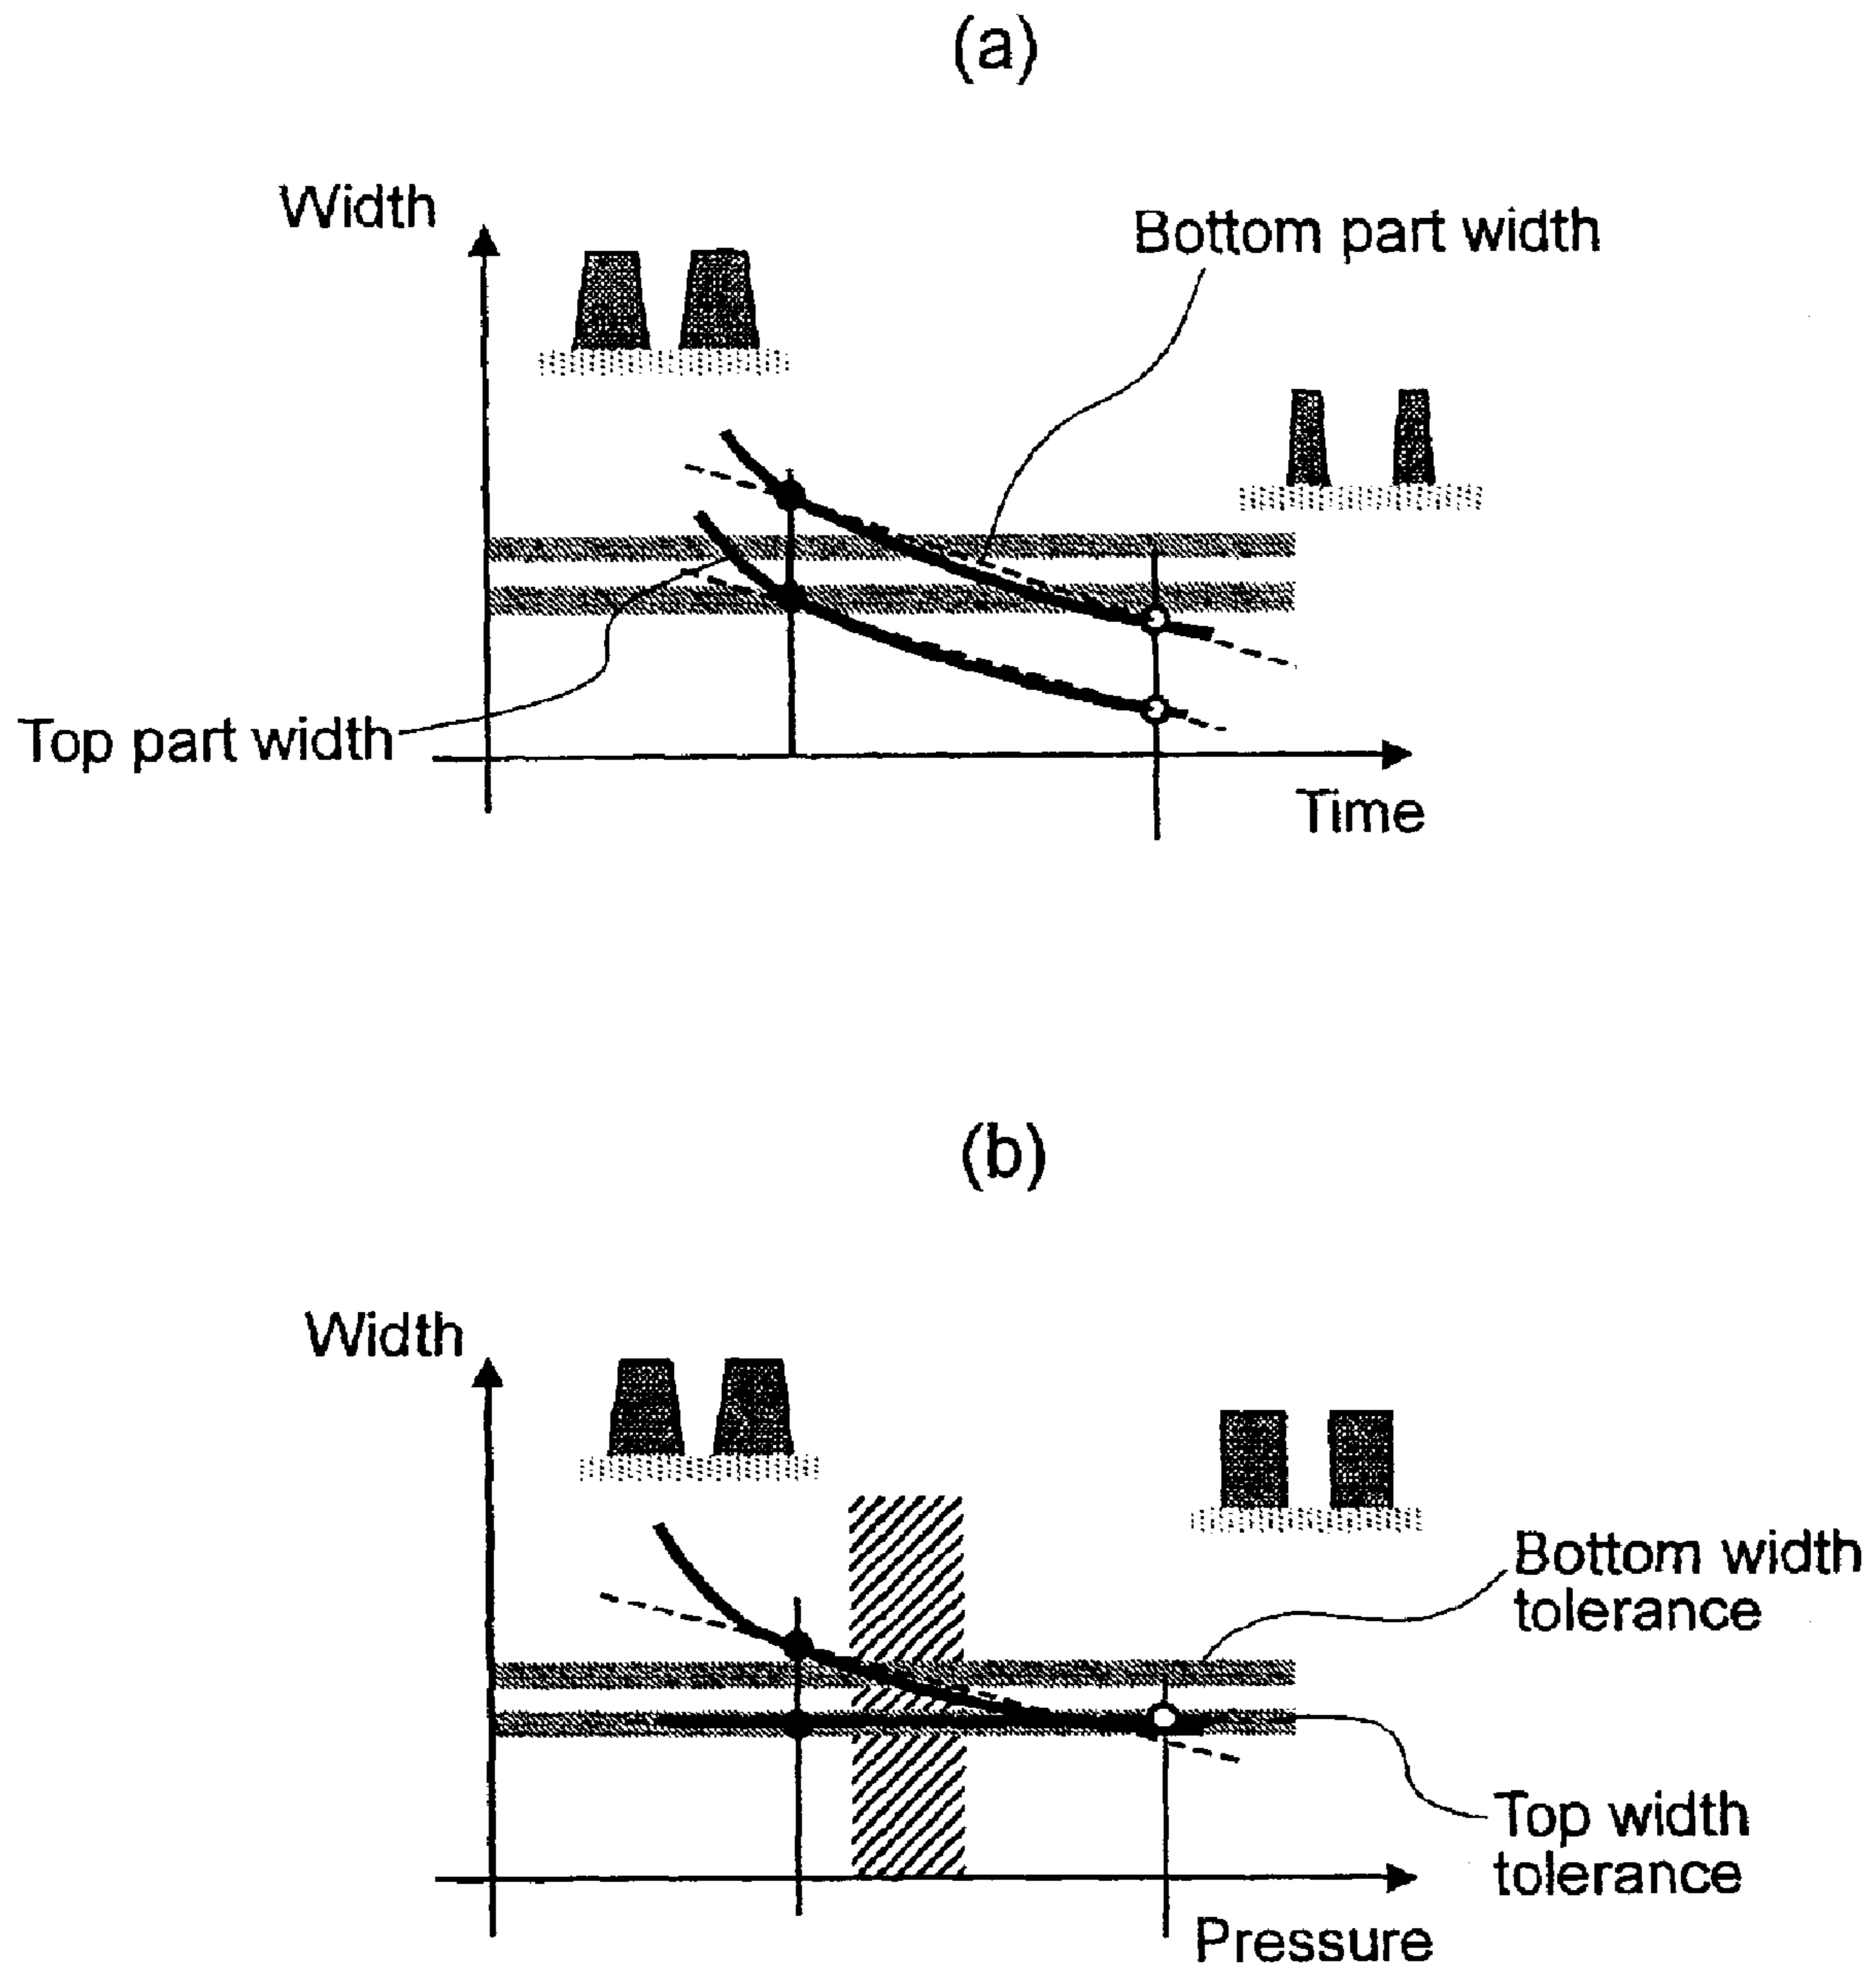 (a)
Width
Bottom part width
Top part width
Time
(b)
Width
Bottom width
tolerance
Top width
tolerance
Pressure